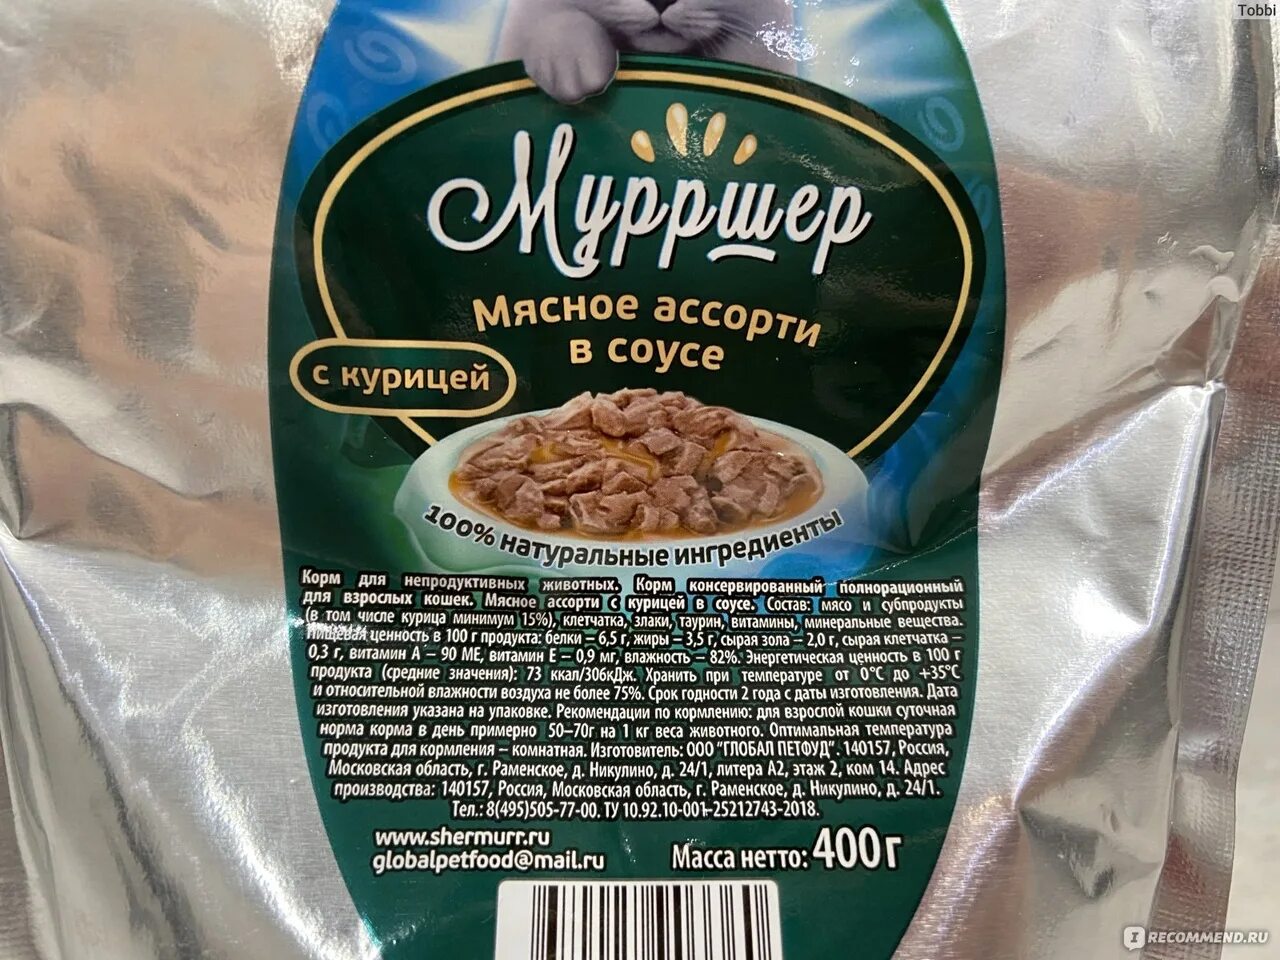 Tobbi
Мурршер
Мясное ассорти
в соусе
с курицей
100% натуральные ингредиенты
Корм для непродуктивных животных. Корм консервированный полнорационный
для взрослых кошек. Мясное ассорти с курицей в соусе. Состав: мясо и субпродукты
(в том числе курица минимум 15%), клетчатка, злаки, таурин, витамины, минеральные вещества.
Пищевая ценность в 100 г продукта: белки – 6,5 г, жиры – 3,5 г, сырая зола – 2,0 г, сырая клетчатка –
0,3 г, витамин А – 90 МЕ, витамин Е – 0,9 мг, влажность – 82%. Энергетическая ценность в 100 г
продукта (средние значения): 73 ккал/306кДж. Хранить при температуре от 0°С до +35°С
и относительной влажности воздуха не более 75%. Срок годности 2 года с даты изготовления. Дата
изготовления указана на упаковке. Рекомендации по кормлению: для взрослой кошки суточная
норма корма в день примерно 50–70г на 1 кг веса животного. Оптимальная температура
продукта для кормления – комнатная. Изготовитель: ООО "ГЛОБАЛ ПЕТФУД". 140157, Россия,
Московская область, г. Раменское, д. Никулино, д. 24/1, литера А2, этаж 2, ком 14. Адрес
производства: 140157, Россия, Московская область, г. Раменское, д. Никулино, д. 24/1.
Тел.: 8(495)505-77-00. ТУ 10.92.10-001-25212743-2018.
www.shermurr.ru
globalpetfood@mail.ru
Масса нетто: 400г
IRECOMMEND.RU